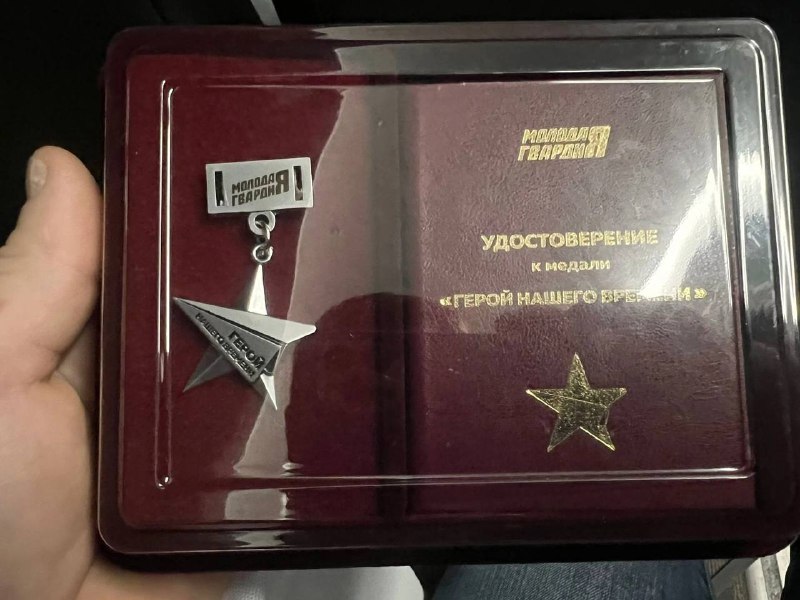 МОЛОДАЯ
ГВАРДИЯ
ГЕРОЙ
НАШЕГО ВРЕМЕНИ
МОЛОДАЯ
ГВАРДИЯ
УДОСТОВЕРЕНИЕ
к медали
«ГЕРОЙ НАШЕГО ВРЕМЕНИ»